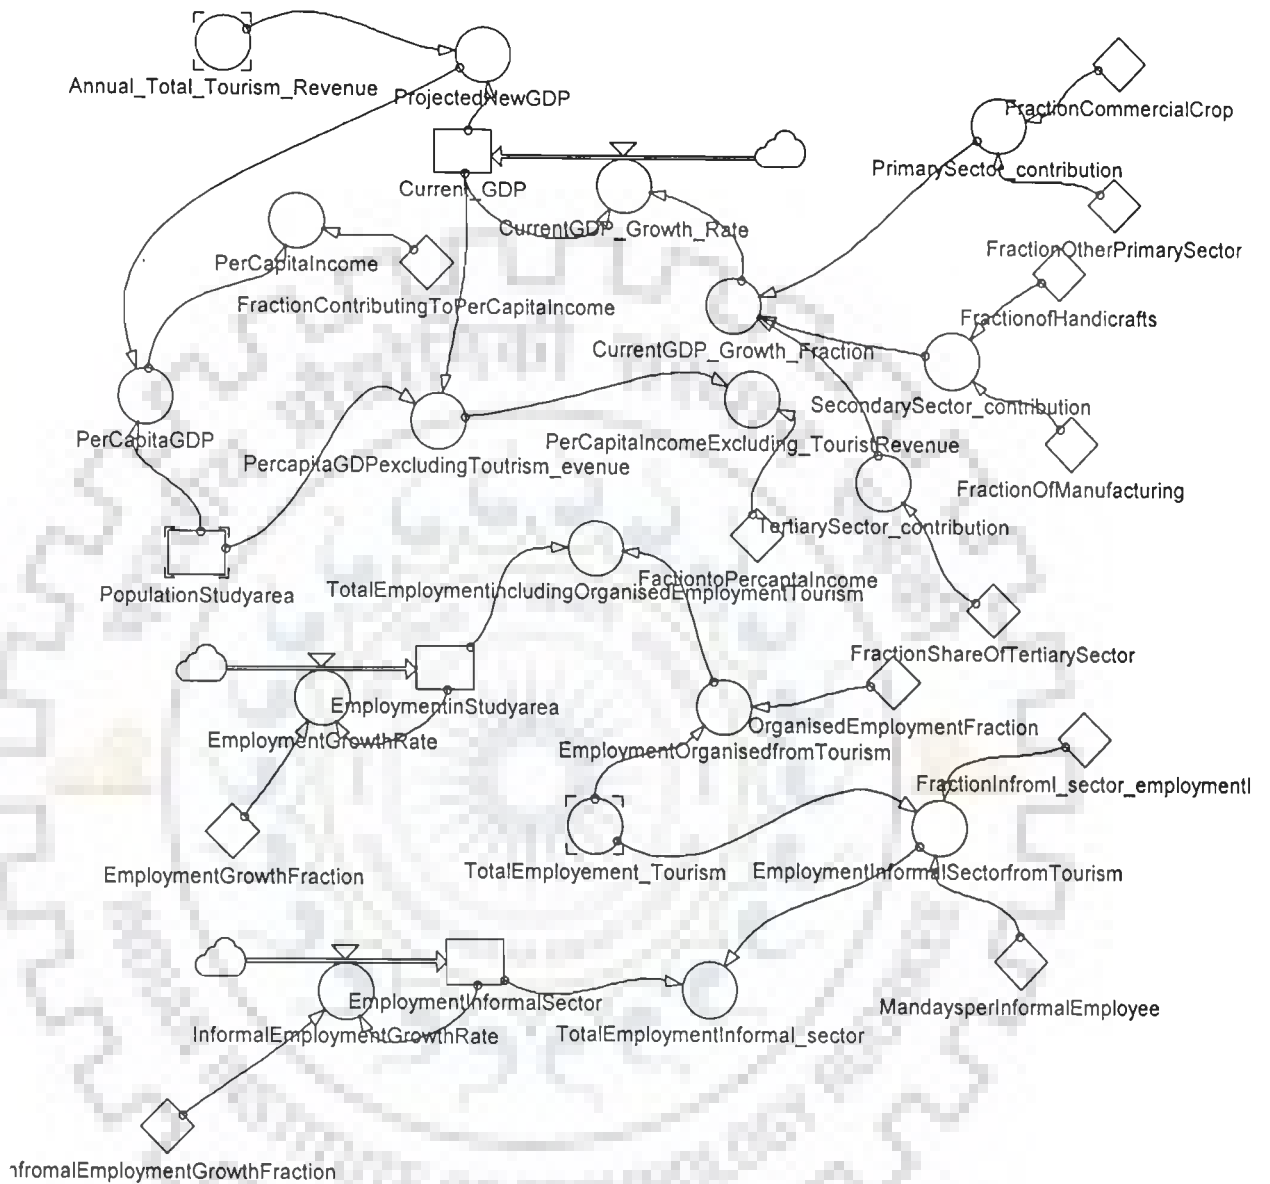 Annual_Total_Tourism_Revenue
ProjectedNewGDP
FractionCommercialCrop
PrimarySector_contribution
Current_GDP
CurrentGDP_Growth_Rate
FractionOtherPrimarySector
PerCapitaIncome
FractionContributingToPerCapitaIncome
FractionofHandicrafts
CurrentGDP_Growth_Fraction
SecondarySector_contribution
PerCapitaGDP
PerCapitaIncomeExcluding_TouristRevenue
PercapitaGDPexcludingToutrism_evenue
FractionOfManufacturing
TertiarySector_contribution
FactiontoPercaptaIncome
TotalEmploymentincludingOrganisedEmploymentTourism
PopulationStudyarea
FractionShareOfTertiarySector
EmploymentinStudyarea
OrganisedEmploymentFraction
EmploymentGrowthRate
EmploymentOrganisedfromTourism
FractionInfroml_sector_employmentl
EmploymentGrowthFraction
TotalEmployement_Tourism
EmploymentInformalSectorfromTourism
EmploymentInformalSector
MandaysperInformalEmployee
InformalEmploymentGrowthRate
TotalEmploymentInformal_sector
nfromalEmploymentGrowthFraction